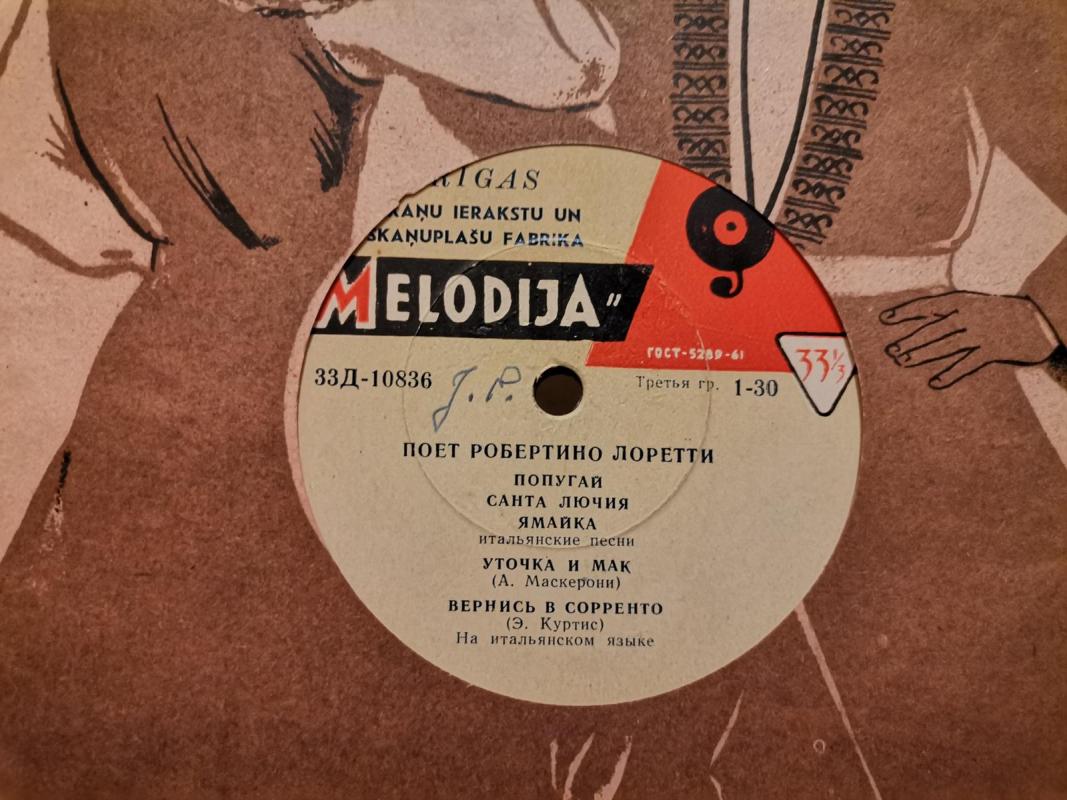 RĪGAS
SKAŅU IERAKSTU UN
SKAŅUPLAŠU FABRIKA
MELODIJA"
ГОСТ-5289-61
33⅓
33Д-10836
J.P.
Третья гр. 1-30
ПОЕТ РОБЕРТИНО ЛОРЕТТИ
ПОПУГАЙ
САНТА ЛЮЧИЯ
ЯМАЙКА
итальянские песни
УТОЧКА И МАК
(А. Маскерони)
ВЕРНИСЬ В СОРРЕНТО
(Э. Куртис)
На итальянском языке